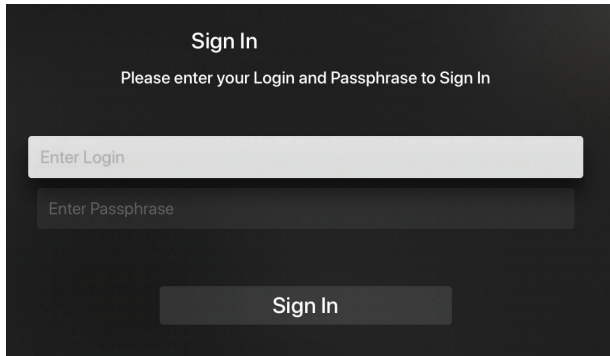 Sign In
Please enter your Login and Passphrase to Sign In
Enter Login
Enter Passphrase
Sign In